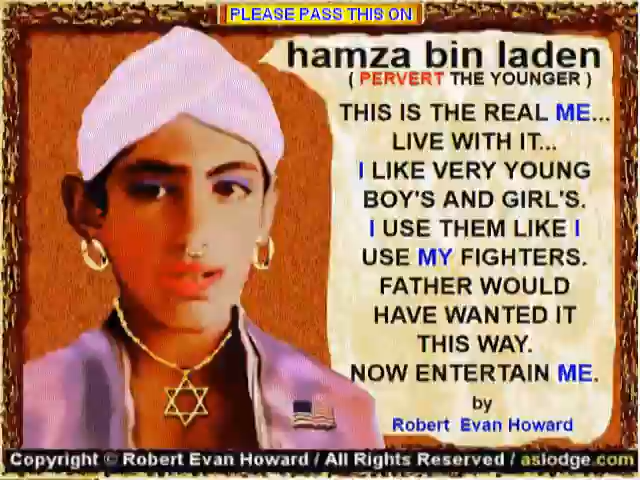 PLEASE PASS THIS ON
hamza bin laden
( PERVERT THE YOUNGER )
THIS IS THE REAL ME...
LIVE WITH IT...
I LIKE VERY YOUNG
BOY'S AND GIRL'S.
I USE THEM LIKE I
USE MY FIGHTERS.
FATHER WOULD
HAVE WANTED IT
THIS WAY.
NOW ENTERTAIN ME.
by
Robert Evan Howard
Copyright © Robert Evan Howard / All Rights Reserved / aslodge.com